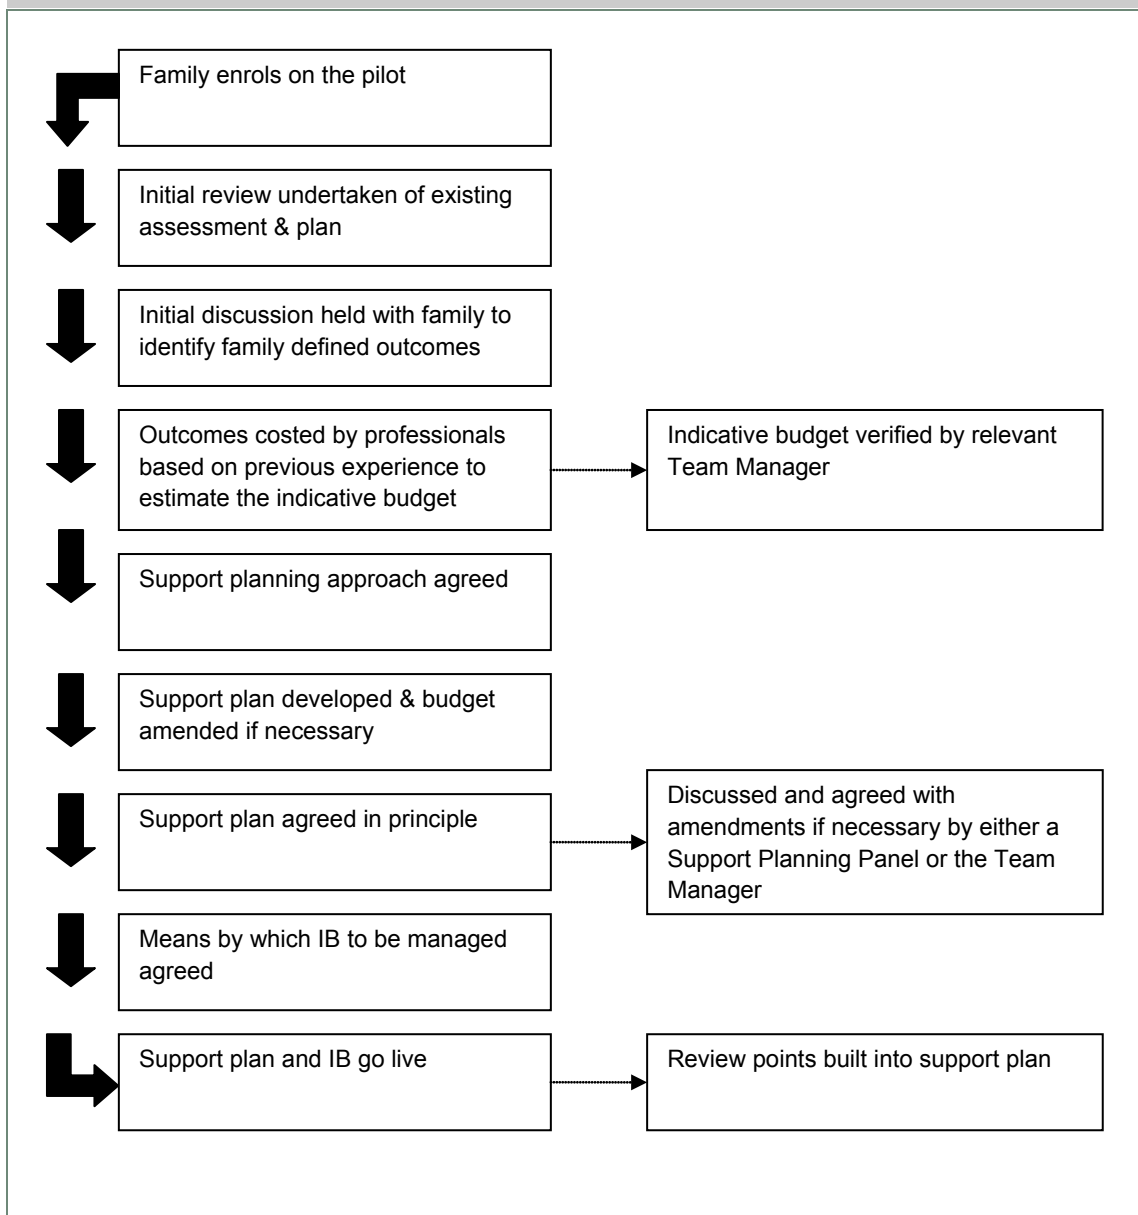 Family enrols on the pilot
Initial review undertaken of existing
assessment & plan
Initial discussion held with family to
identify family defined outcomes
Outcomes costed by professionals
based on previous experience to
estimate the indicative budget
Indicative budget verified by relevant
Team Manager
Support planning approach agreed
Support plan developed & budget
amended if necessary
Support plan agreed in principle
Discussed and agreed with
amendments if necessary by either a
Support Planning Panel or the Team
Manager
Means by which IB to be managed
agreed
Support plan and IB go live
Review points built into support plan